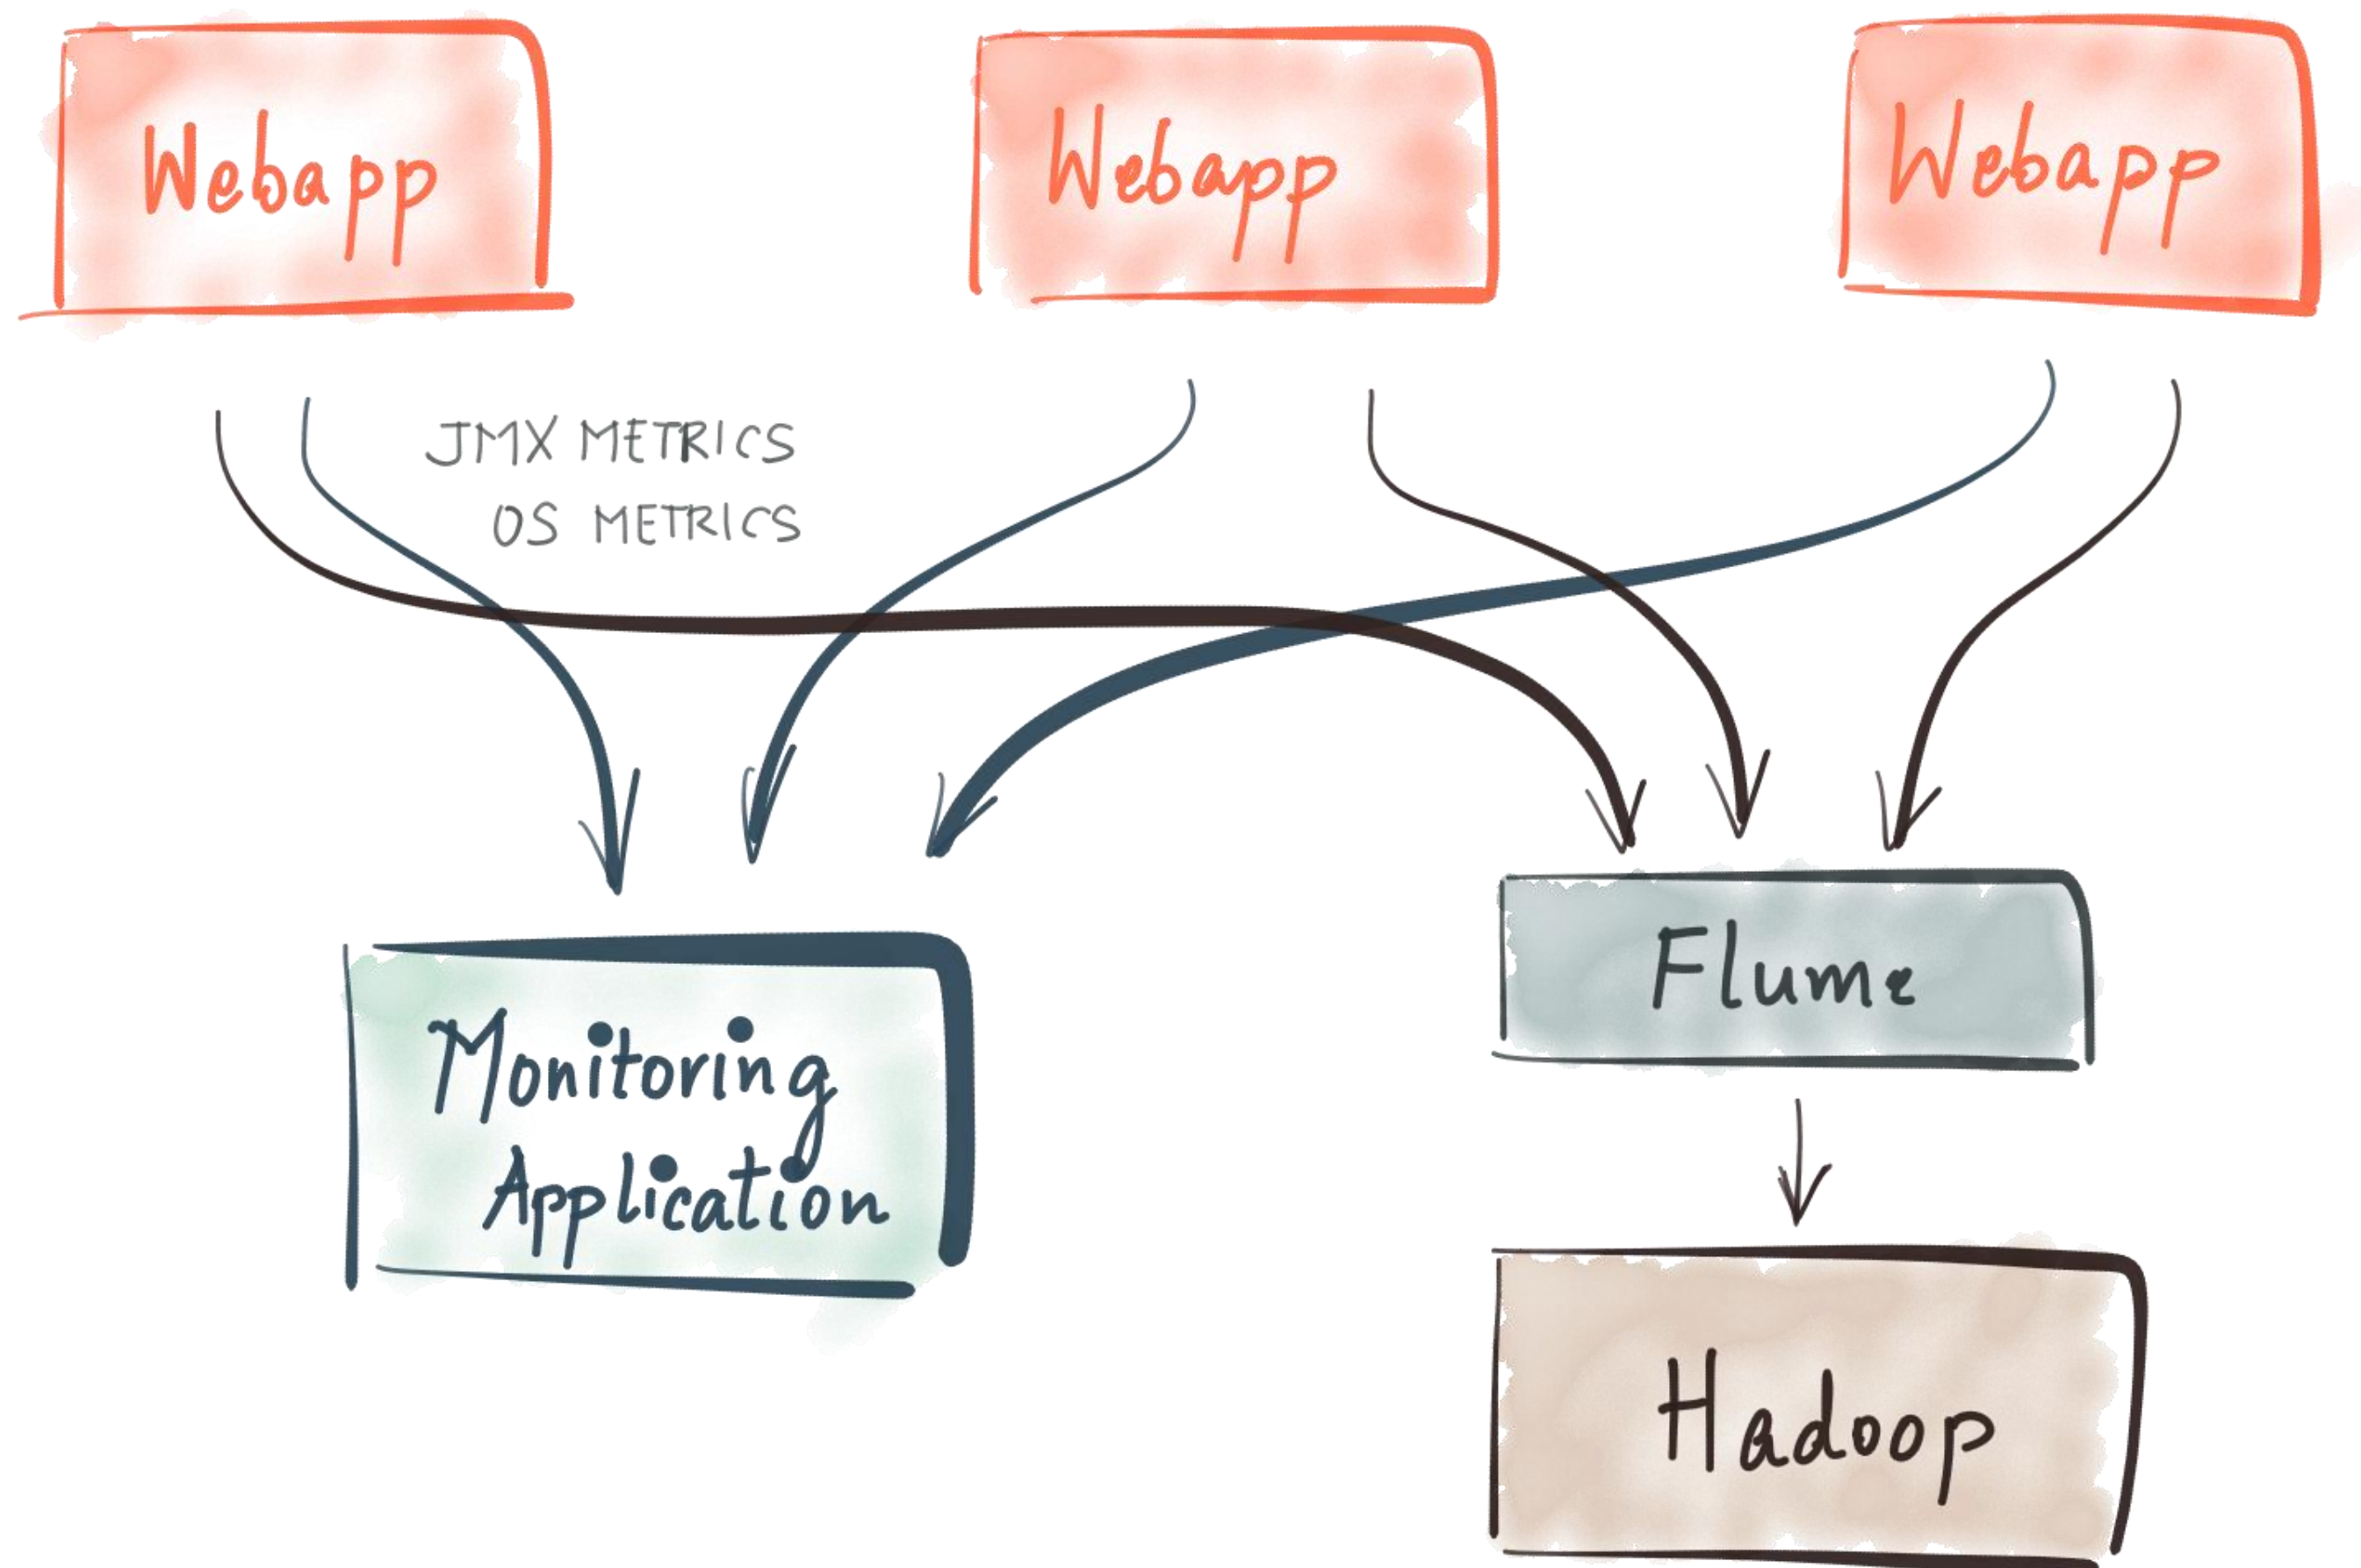 Webapp
Webapp
Webapp
JMX METRICS
OS METRICS
Monitoring
Application
Flume
Hadoop